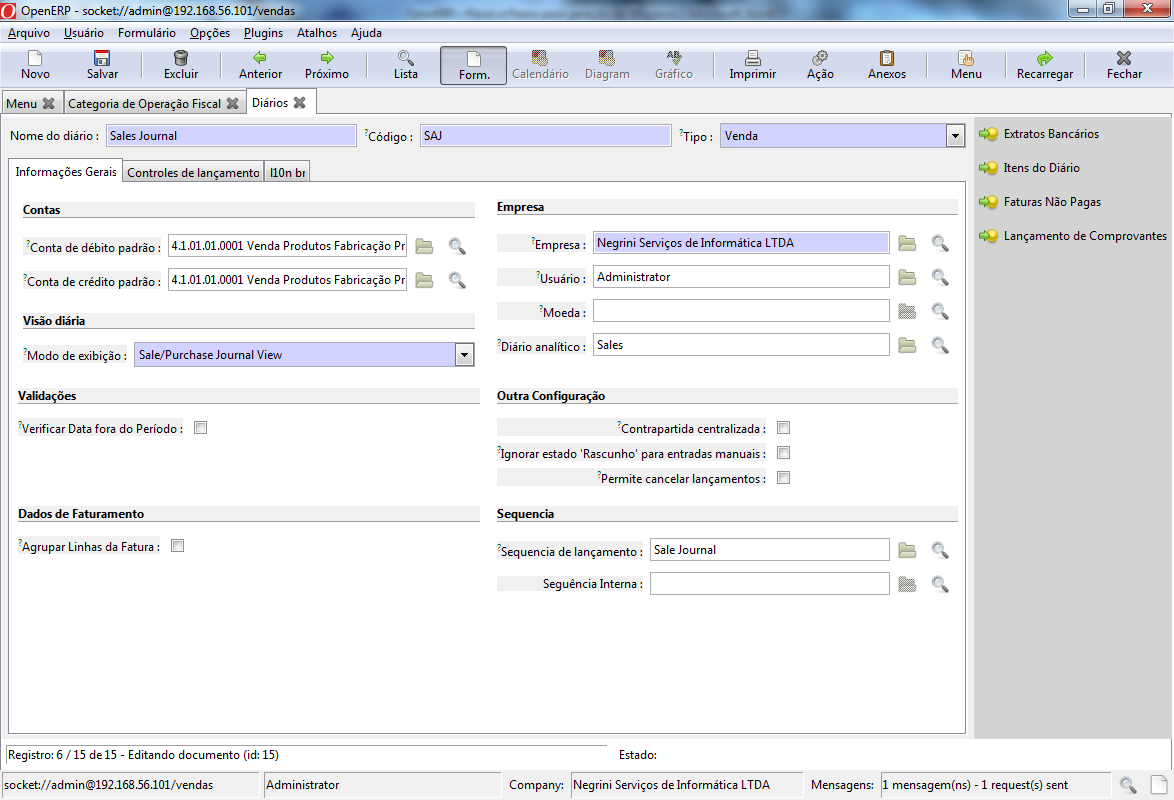 OpenERP - socket://admin@192.168.56.101/vendas
Arquivo Usuário Formulário Opções Plugins Atalhos Ajuda
Novo Salvar Excluir Anterior Próximo Lista Form. Calendário Diagram Gráfico Imprimir Ação Anexos Menu Recarregar Fechar
Menu Categoria de Operação Fiscal Diários
Nome do diário : Sales Journal ?Código : SAJ ?Tipo : Venda
Informações Gerais Controles de lançamento l10n br
Contas
?Conta de débito padrão : 4.1.01.01.0001 Venda Produtos Fabricação Pr
?Conta de crédito padrão : 4.1.01.01.0001 Venda Produtos Fabricação Pr
Visão diária
?Modo de exibição : Sale/Purchase Journal View
Empresa
?Empresa : Negrini Serviços de Informática LTDA
?Usuário : Administrator
?Moeda :
?Diário analítico : Sales
Validações
?Verificar Data fora do Período :
Outra Configuração
?Contrapartida centralizada :
?Ignorar estado 'Rascunho' para entradas manuais :
?Permite cancelar lançamentos :
Dados de Faturamento
?Agrupar Linhas da Fatura :
Sequencia
?Sequencia de lançamento : Sale Journal
Seguência Interna :
Extratos Bancários
Itens do Diário
Faturas Não Pagas
Lançamento de Comprovantes
Registro: 6 / 15 de 15 - Editando documento (id: 15) Estado:
socket://admin@192.168.56.101/vendas Administrator Company: Negrini Serviços de Informática LTDA Mensagens: 1 mensagem(ns) - 1 request(s) sent